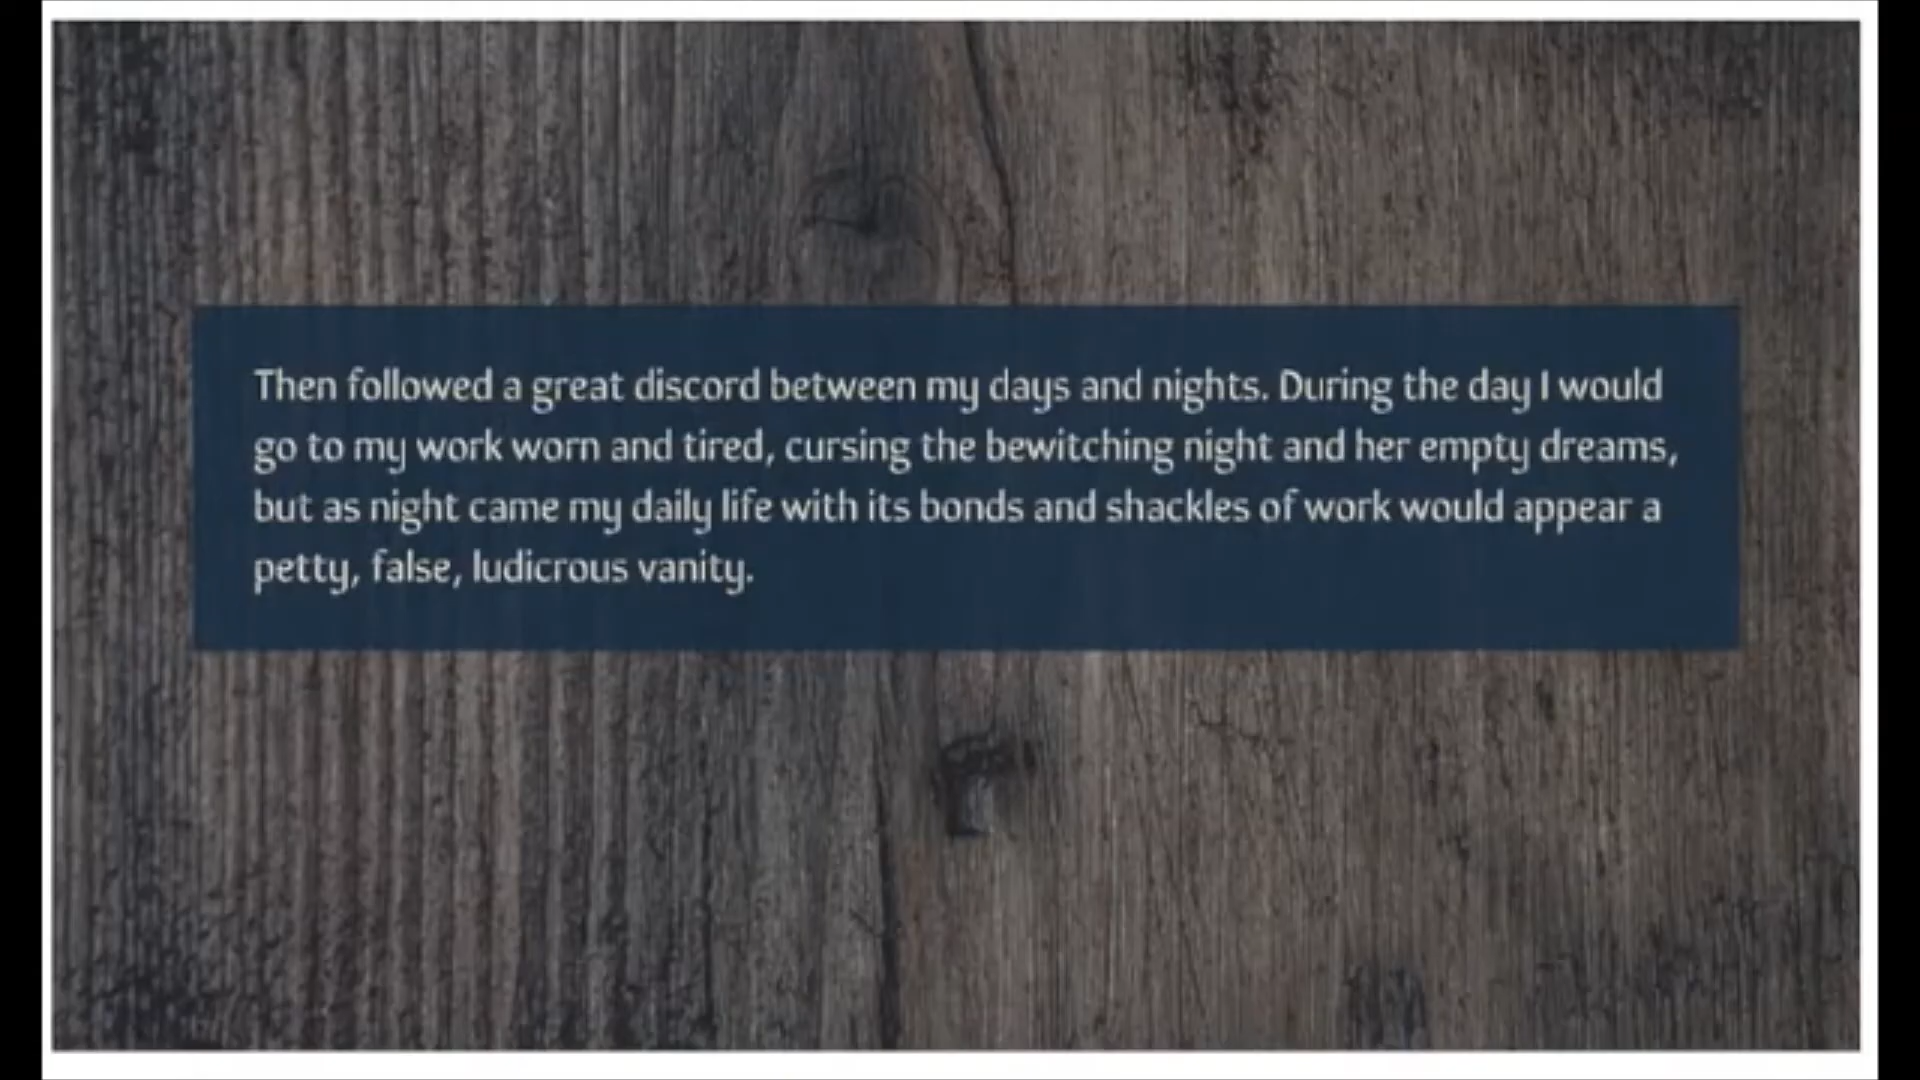 Then followed a great discord between my days and nights. During the day I would
go to my work worn and tired, cursing the bewitching night and her empty dreams,
but as night came my daily life with its bonds and shackles of work would appear a
petty, false, ludicrous vanity.